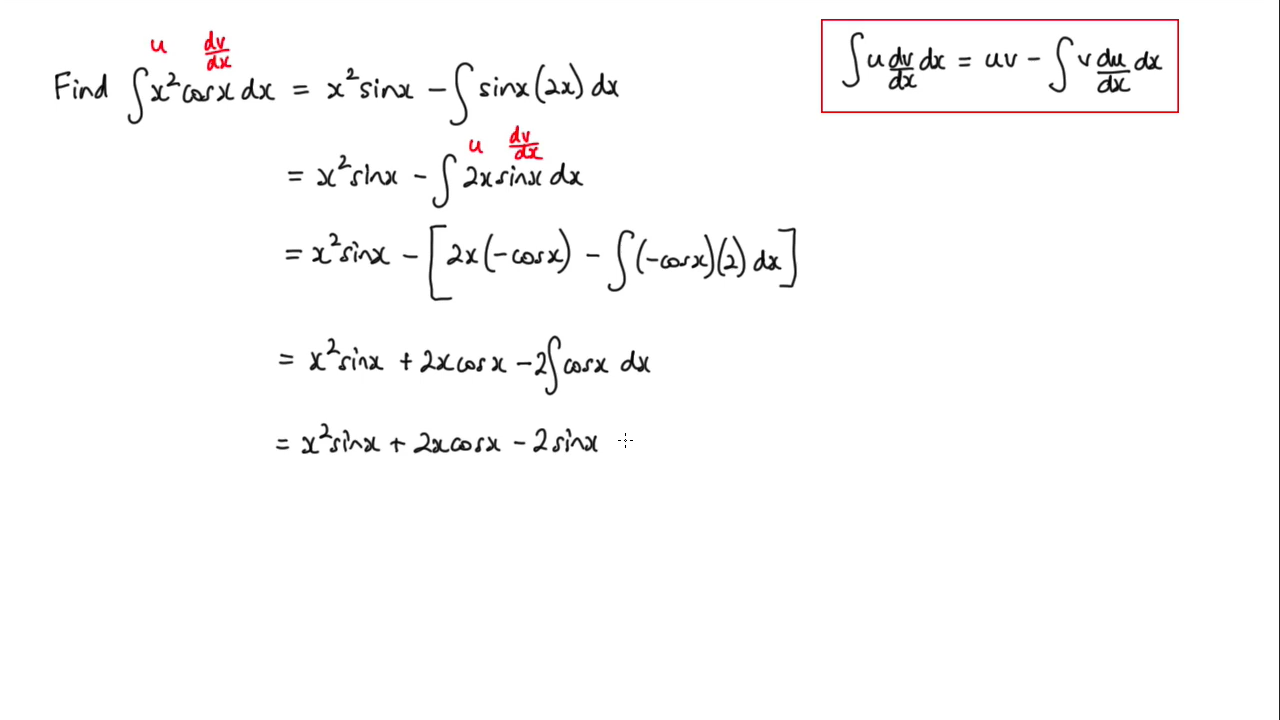 u dv/dx
Find ∫x²cosx dx = x²sinx − ∫sinx(2x) dx
∫u dv/dx dx = uv − ∫v du/dx dx
u dv/dx
= x²sinx − ∫2xsinx dx
= x²sinx − [2x(−cosx) − ∫(−cosx)(2) dx]
= x²sinx + 2xcosx − 2∫cosx dx
= x²sinx + 2xcosx − 2sinx